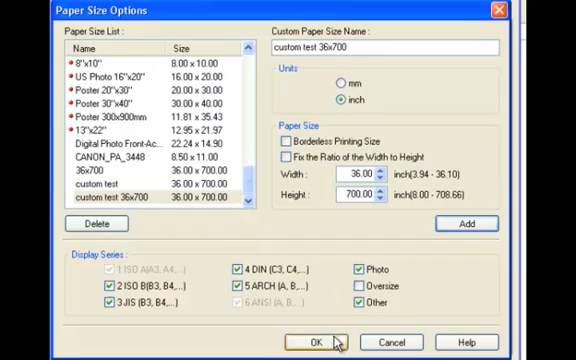 Paper Size Options
Paper Size List :
Name Size
8"x10" 8.00 x 10.00
US Photo 16"x20" 16.00 x 20.00
Poster 20"x30" 20.00 x 30.00
Poster 30"x40" 30.00 x 40.00
Poster 300x900mm 11.81 x 35.43
13"x22" 12.95 x 21.97
Digital Photo Front-Ac... 22.24 x 14.90
CANON_PA_3448 8.50 x 11.00
36x700 36.00 x 700.00
custom test 36.00 x 700.00
custom test 36x700 36.00 x 700.00
Delete
Custom Paper Size Name :
custom test 36x700
Units
mm
inch
Paper Size
Borderless Printing Size
Fix the Ratio of the Width to Height
Width : 36.00 inch(3.94 - 36.10)
Height : 700.00 inch(8.00 - 708.66)
Add
Display Series :
1 ISO A(A3, A4,...) 4 DIN (C3, C4,...) Photo
2 ISO B(B3, B4,...) 5 ARCH (A, B,...) Oversize
3 JIS (B3, B4,...) 6 ANSI (A, B,...) Other
OK Cancel Help